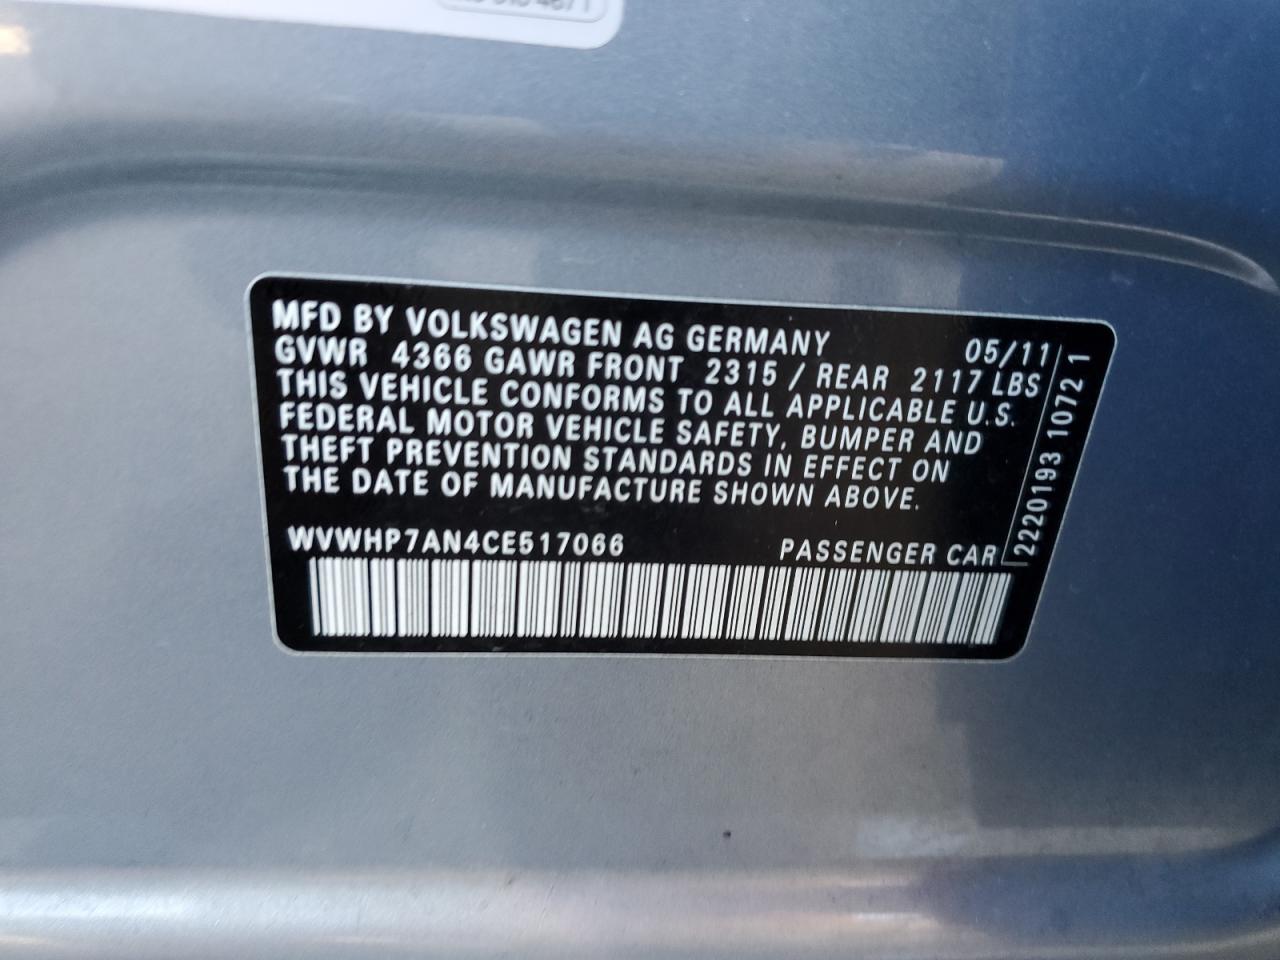 MFD BY VOLKSWAGEN AG GERMANY 05/11
GVWR 4366 GAWR FRONT 2315 / REAR 2117 LBS
THIS VEHICLE CONFORMS TO ALL APPLICABLE U.S.
FEDERAL MOTOR VEHICLE SAFETY, BUMPER AND
THEFT PREVENTION STANDARDS IN EFFECT ON
THE DATE OF MANUFACTURE SHOWN ABOVE.
WVWHP7AN4CE517066 PASSENGER CAR
2220193 1072 1